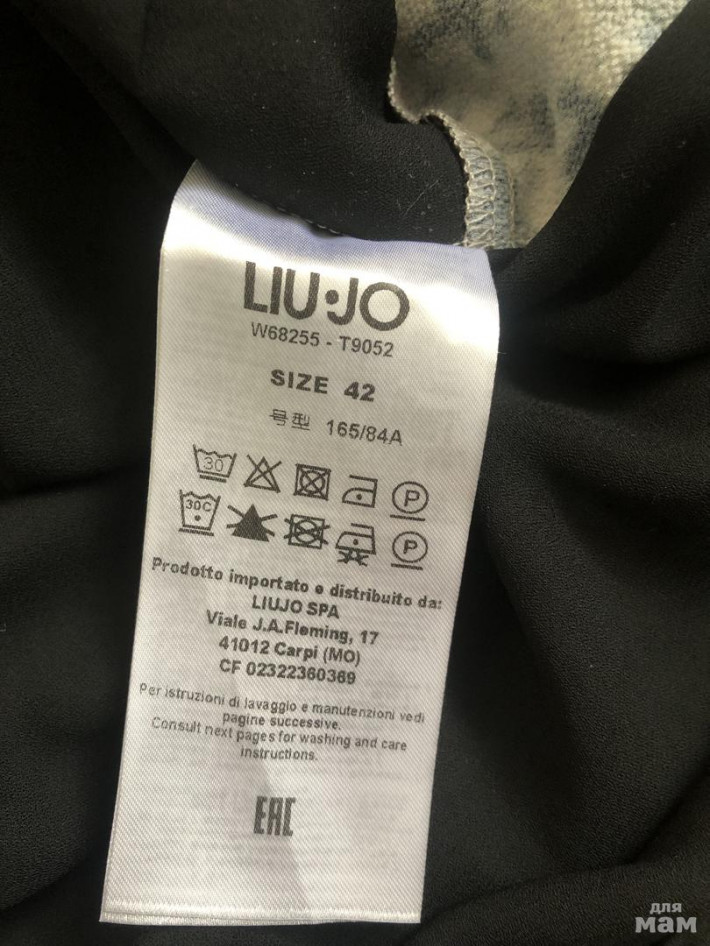 LIU·JO
W68255 - T9052
SIZE 42
号型 165/84A
30 P
30C P
Prodotto importato e distribuito da:
LIUJO SPA
Viale J.A.Fleming, 17
41012 Carpi (MO)
CF 02322360369
Per istruzioni di lavaggio e manutenzioni vedi
pagine successive.
Consult next pages for washing and care
instructions.
EAC
для
мам